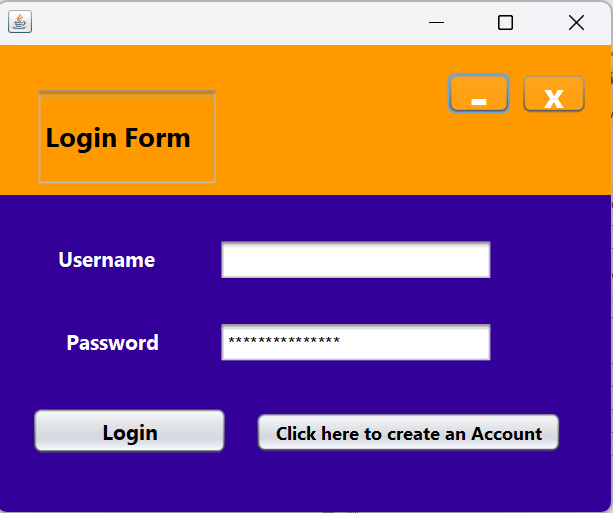 - x
Login Form
Username
Password ***************
Login Click here to create an Account